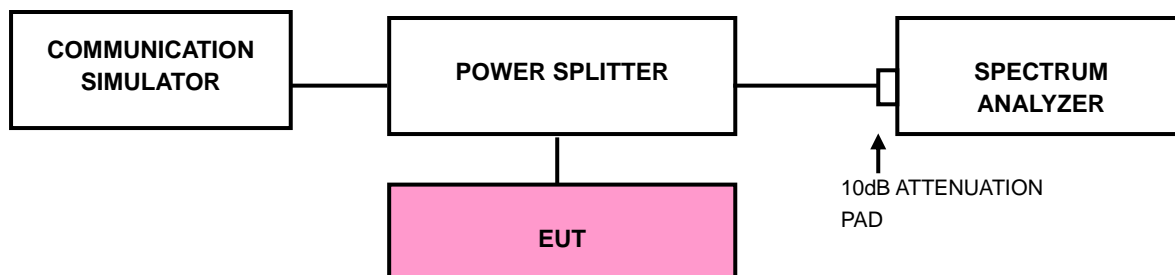 COMMUNICATION
SIMULATOR
POWER SPLITTER
SPECTRUM
ANALYZER
10dB ATTENUATION
PAD
EUT